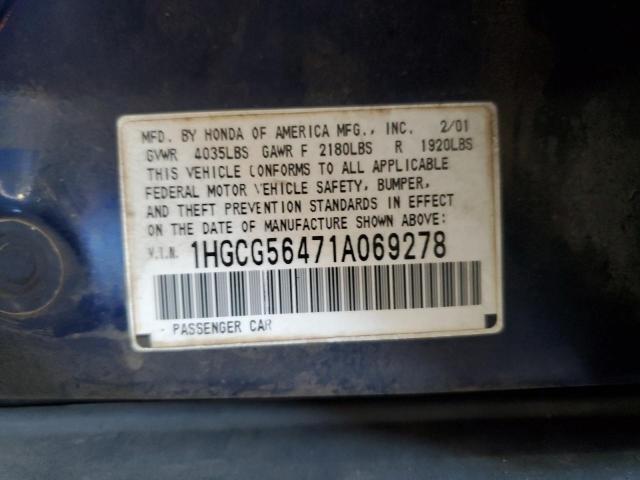 MFD. BY HONDA OF AMERICA MFG., INC. 2/01
GVWR 4035LBS GAWR F 2180LBS R 1920LBS
THIS VEHICLE CONFORMS TO ALL APPLICABLE
FEDERAL MOTOR VEHICLE SAFETY, BUMPER,
AND THEFT PREVENTION STANDARDS IN EFFECT
ON THE DATE OF MANUFACTURE SHOWN ABOVE:
V.I.N. 1HGCG56471A069278
PASSENGER CAR